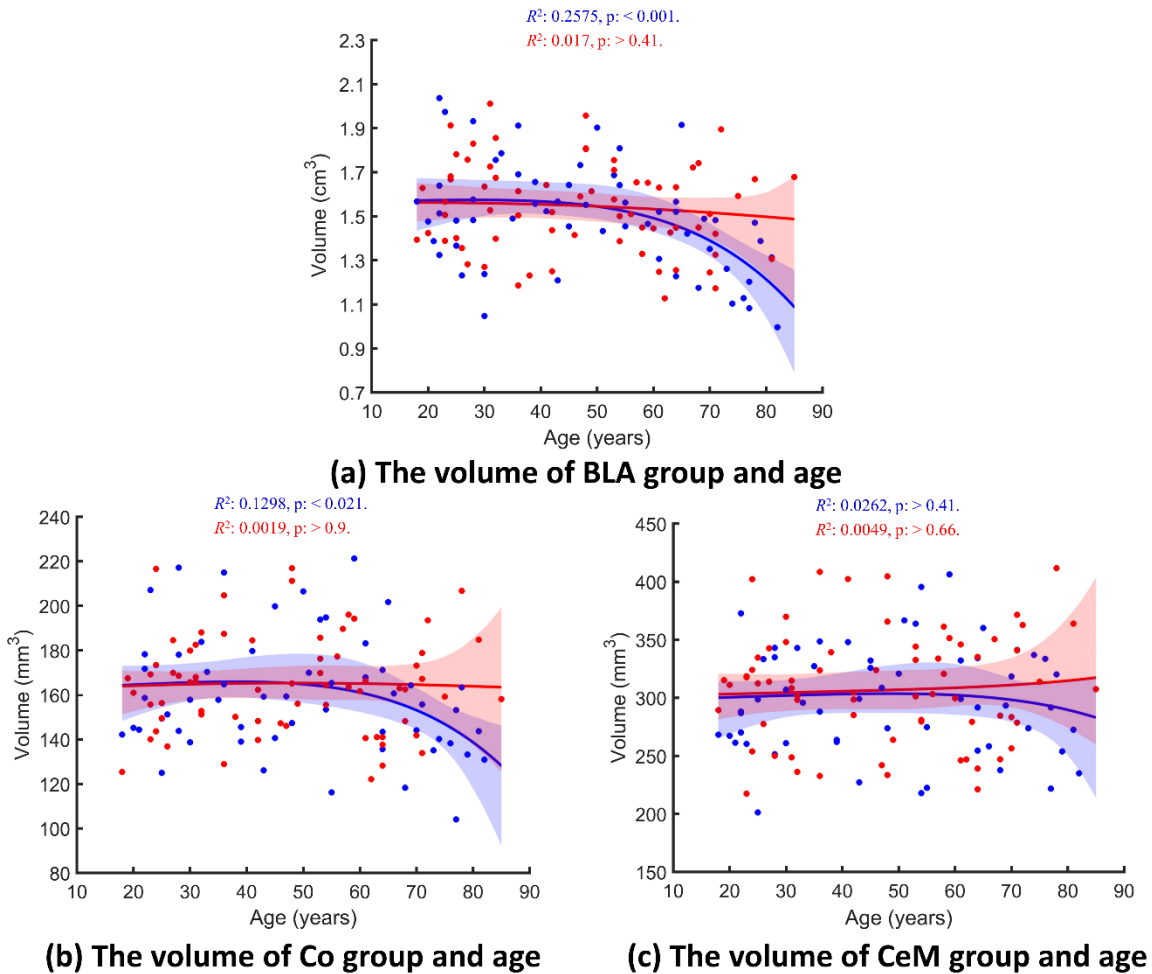 R²: 0.2575, p: < 0.001.
R²: 0.017, p: > 0.41.
Volume (cm³)
2.3
2.1
1.9
1.7
1.5
1.3
1.1
0.9
0.7
10 20 30 40 50 60 70 80 90
Age (years)
(a) The volume of BLA group and age
R²: 0.1298, p: < 0.021.
R²: 0.0019, p: > 0.9.
Volume (mm³)
240
220
200
180
160
140
120
100
80
10 20 30 40 50 60 70 80 90
Age (years)
(b) The volume of Co group and age
R²: 0.0262, p: > 0.41.
R²: 0.0049, p: > 0.66.
Volume (mm³)
450
400
350
300
250
200
150
10 20 30 40 50 60 70 80 90
Age (years)
(c) The volume of CeM group and age